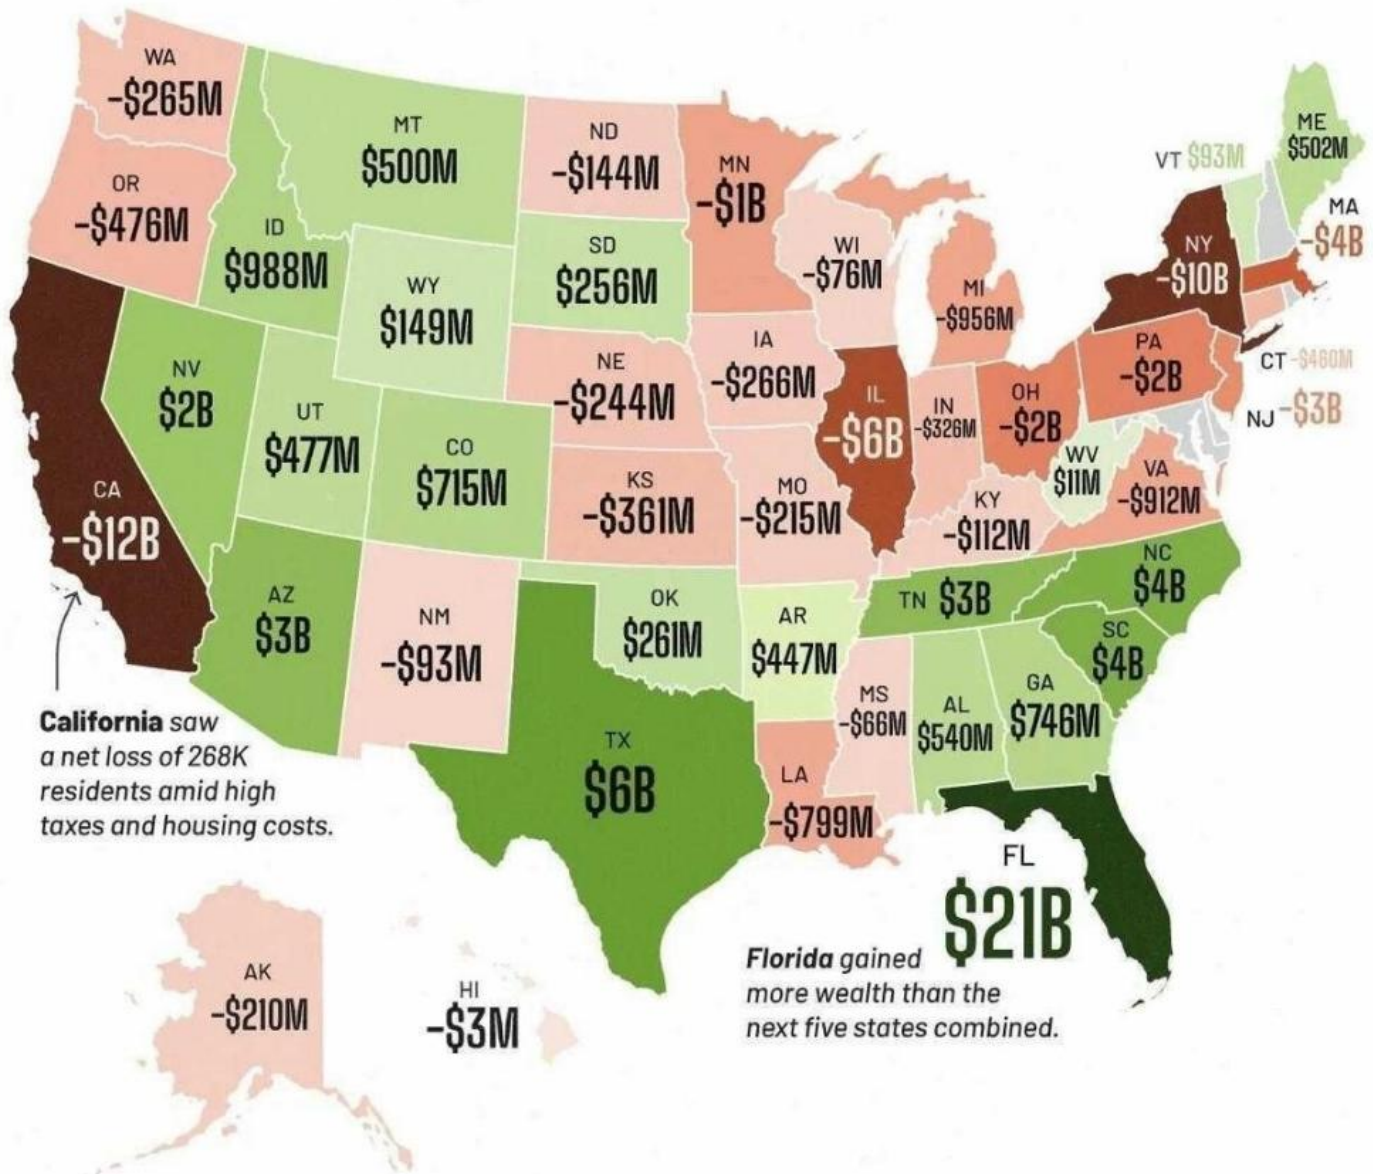 WA
-$265M
OR
-$476M
CA
-$12B
NV
$2B
ID
$988M
MT
$500M
WY
$149M
UT
$477M
CO
$715M
AZ
$3B
NM
-$93M
ND
-$144M
SD
$256M
NE
-$244M
KS
-$361M
OK
$261M
TX
$6B
MN
-$1B
IA
-$266M
MO
-$215M
AR
$447M
LA
-$799M
WI
-$76M
IL
-$6B
MI
-$956M
IN
-$326M
OH
-$2B
KY
-$112M
TN $3B
MS
-$66M
AL
$540M
GA
$746M
FL
$21B
SC
$4B
NC
$4B
VA
-$912M
WV
$11M
PA
-$2B
NY
-$10B
VT $93M
ME
$502M
MA
-$4B
CT -$460M
NJ -$3B
AK
-$210M
HI
-$3M
California saw
a net loss of 268K
residents amid high
taxes and housing costs.
Florida gained
more wealth than the
next five states combined.